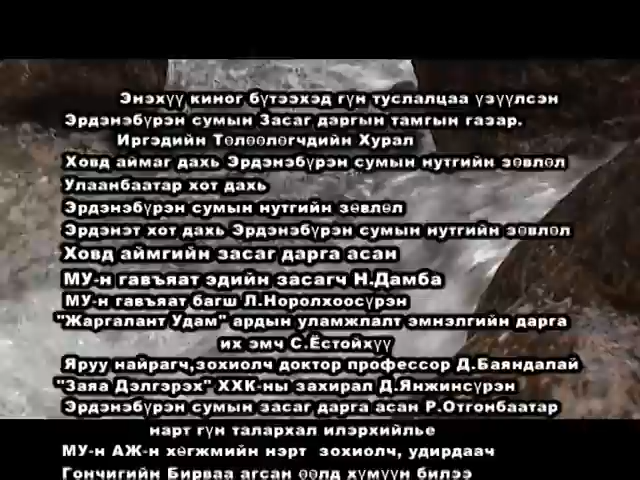 Энэхүү киног бүтээхэд гүн туслалцаа үзүүлсэн
Эрдэнэбүрэн сумын Засаг даргын тамгын газар.
Иргэдийн Төлөөлөгчдийн Хурал
Ховд аймаг дахь Эрдэнэбүрэн сумын нутгийн зөвлөл
Улаанбаатар хот дахь
Эрдэнэбүрэн сумын нутгийн зөвлөл
Эрдэнэт хот дахь Эрдэнэбүрэн сумын нутгийн зөвлөл
Ховд аймгийн засаг дарга асан
МУ-н гавъяат эдийн засагч Н.Дамба
МУ-н гавъяат багш Л.Норолхоосүрэн
"Жаргалант Удам" ардын уламжлалт эмнэлгийн дарга
их эмч С.Ёстойхүү
Яруу найрагч,зохиолч доктор профессор Д.Баяндалай
"Заяа Дэлгэрэх" ХХК-ны захирал Д.Янжинсүрэн
Эрдэнэбүрэн сумын засаг дарга асан Р.Отгонбаатар
нарт гүн талархал илэрхийлье
МУ-н АЖ-н хөгжмийн нэрт зохиолч, удирдаач
Гончигийн Бирваа агсан өөлд хүмүүн билээ